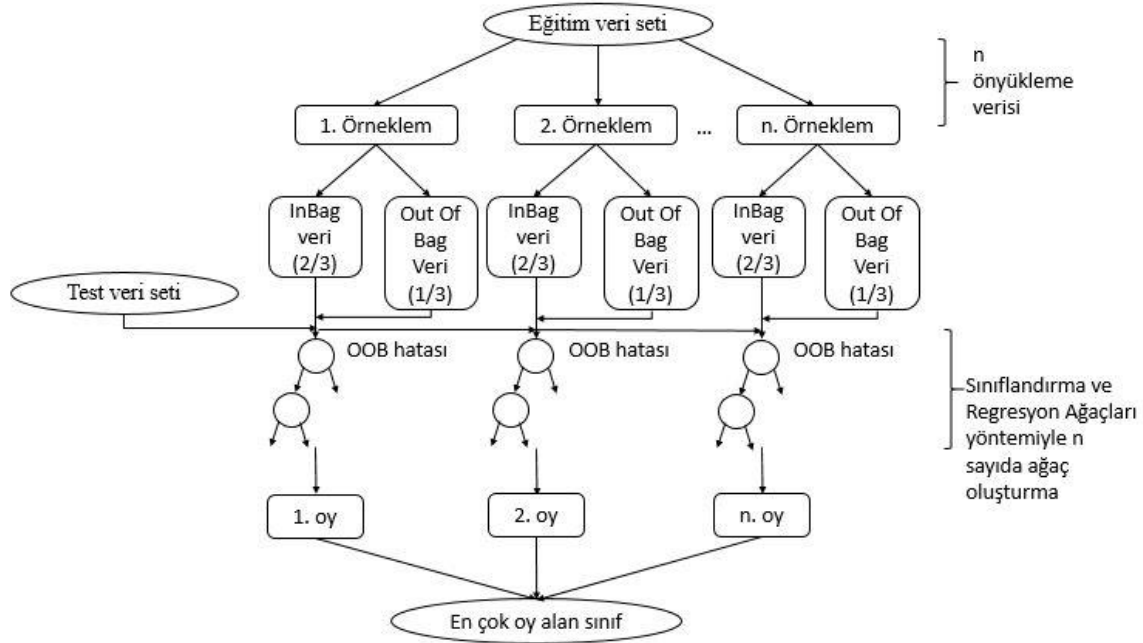 Eğitim veri seti
n
önyükleme
verisi
1. Örneklem
2. Örneklem
...
n. Örneklem
InBag
veri
(2/3)
Out Of
Bag
Veri
(1/3)
InBag
veri
(2/3)
Out Of
Bag
Veri
(1/3)
InBag
veri
(2/3)
Out Of
Bag
Veri
(1/3)
Test veri seti
OOB hatası
OOB hatası
OOB hatası
Sınıflandırma ve
Regresyon Ağaçları
yöntemiyle n
sayıda ağaç
oluşturma
1. oy
2. oy
n. oy
En çok oy alan sınıf